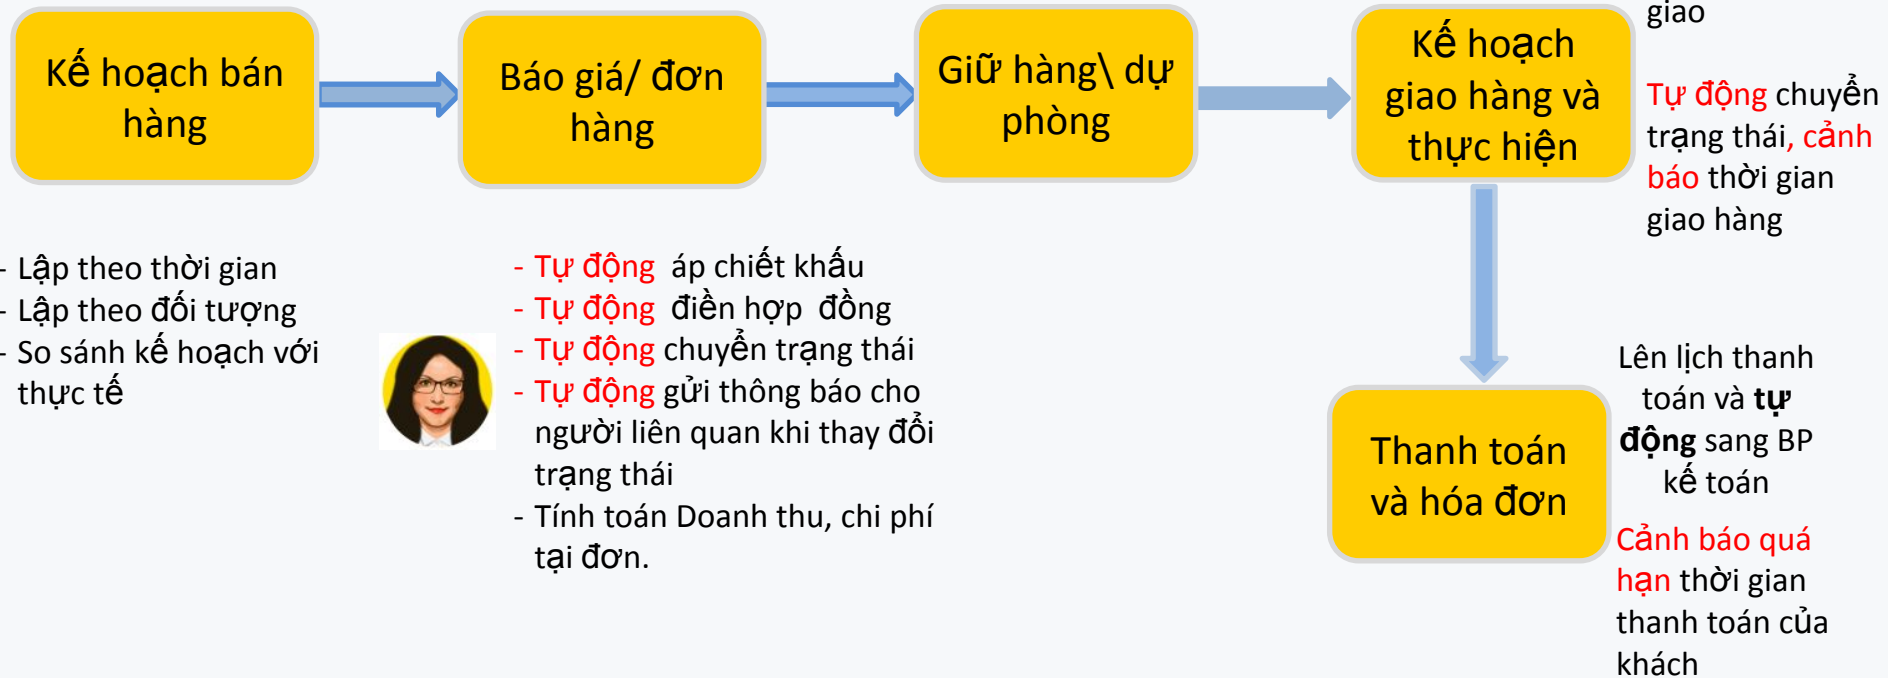 Kế hoạch bán
hàng
Báo giá/ đơn
hàng
Giữ hàng\ dự
phòng
Kế hoạch
giao hàng và
thực hiện
giao
Tự động chuyển
trạng thái, cảnh
báo thời gian
giao hàng
- Lập theo thời gian
- Lập theo đối tượng
- So sánh kế hoạch với
thực tế
- Tự động áp chiết khấu
- Tự động điền hợp đồng
- Tự động chuyển trạng thái
- Tự động gửi thông báo cho
người liên quan khi thay đổi
trạng thái
- Tính toán Doanh thu, chi phí
tại đơn.
Thanh toán
và hóa đơn
Lên lịch thanh
toán và tự
động sang BP
kế toán
Cảnh báo quá
hạn thời gian
thanh toán của
khách